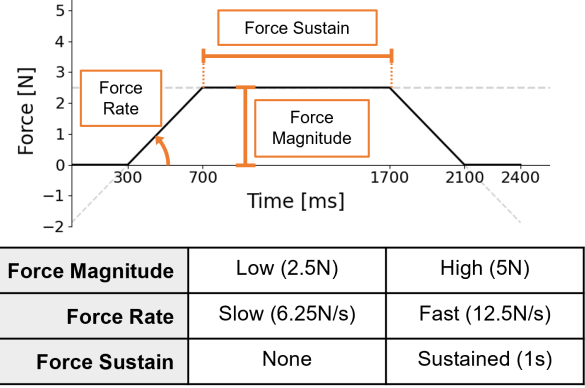 5
4
3
2
1
0
−1
−2
Force [N]
Force Sustain
Force
Rate
Force
Magnitude
300 700 1700 2100 2400
Time [ms]
Force Magnitude Low (2.5N) High (5N)
Force Rate Slow (6.25N/s) Fast (12.5N/s)
Force Sustain None Sustained (1s)